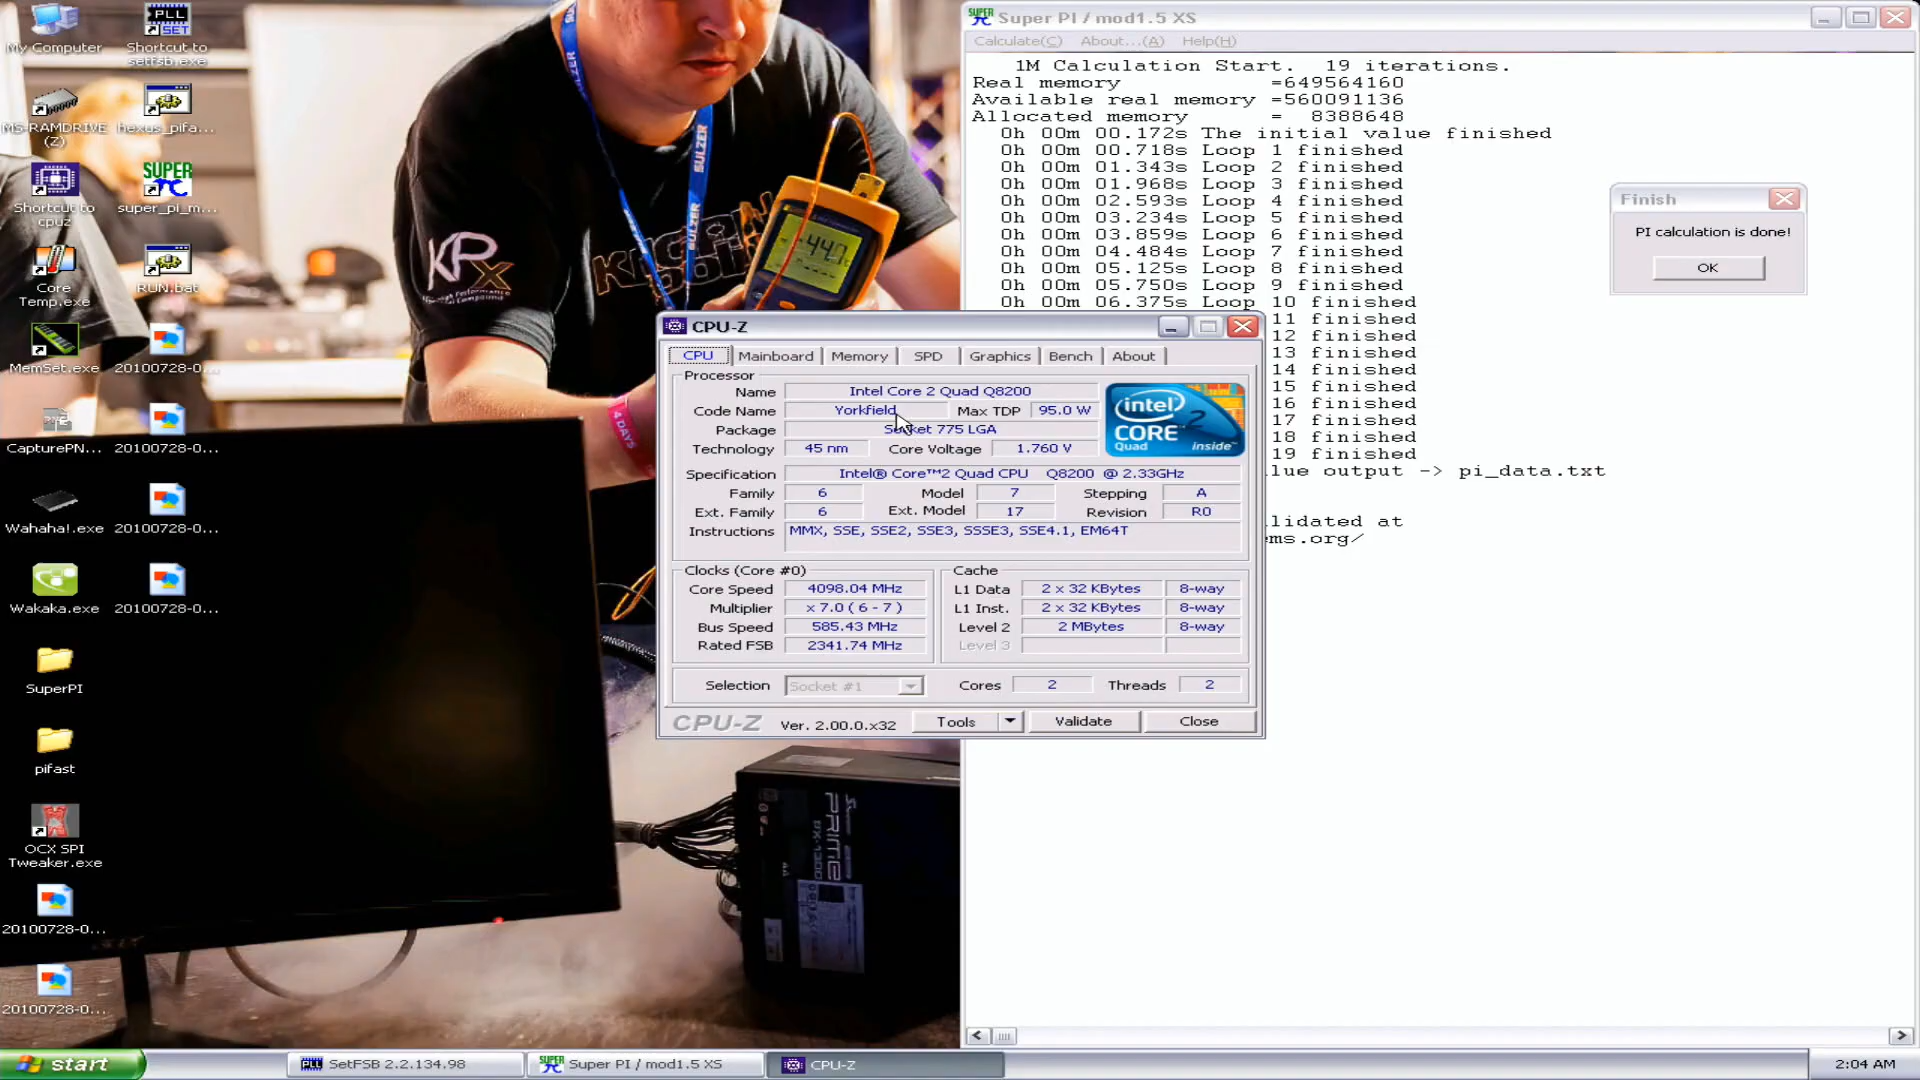 My Computer
Shortcut to
setfsb.exe
MS-RAMDRIVE
(Z)
hexus_pifa...
Shortcut to
cpuz
super_pi_m...
Core
Temp.exe
RUN.bat
MemSet.exe
20100728-0...
CapturePN...
20100728-0...
Wahaha!.exe
20100728-0...
Wakaka.exe
20100728-0...
SuperPI
pifast
OCX SPI
Tweaker.exe
20100728-0...
20100728-0...
PLL
SUPER
KPx
SULZER
SULZER
4 DAYS
PRIME
Super PI / mod1.5 XS
Calculate(C) About...(A) Help(H)
1M Calculation Start. 19 iterations.
Real memory =649564160
Available real memory =560091136
Allocated memory = 8388648
0h 00m 00.172s The initial value finished
0h 00m 00.718s Loop 1 finished
0h 00m 01.343s Loop 2 finished
0h 00m 01.968s Loop 3 finished
0h 00m 02.593s Loop 4 finished
0h 00m 03.234s Loop 5 finished
0h 00m 03.859s Loop 6 finished
0h 00m 04.484s Loop 7 finished
0h 00m 05.125s Loop 8 finished
0h 00m 05.750s Loop 9 finished
0h 00m 06.375s Loop 10 finished
11 finished
12 finished
13 finished
14 finished
15 finished
16 finished
17 finished
18 finished
19 finished
lue output -> pi_data.txt
lidated at
ems.org/
Finish
PI calculation is done!
OK
CPU-Z
CPU Mainboard Memory SPD Graphics Bench About
Processor
Name Intel Core 2 Quad Q8200
Code Name Yorkfield Max TDP 95.0 W
Package Socket 775 LGA
Technology 45 nm Core Voltage 1.760 V
intel
CORE 2
Quad inside™
Specification Intel® Core™2 Quad CPU Q8200 @ 2.33GHz
Family 6 Model 7 Stepping A
Ext. Family 6 Ext. Model 17 Revision R0
Instructions MMX, SSE, SSE2, SSE3, SSSE3, SSE4.1, EM64T
Clocks (Core #0)
Core Speed 4098.04 MHz
Multiplier x 7.0 ( 6 - 7 )
Bus Speed 585.43 MHz
Rated FSB 2341.74 MHz
Cache
L1 Data 2 x 32 KBytes 8-way
L1 Inst. 2 x 32 KBytes 8-way
Level 2 2 MBytes 8-way
Level 3
Selection Socket #1 Cores 2 Threads 2
CPU-Z Ver. 2.00.0.x32 Tools Validate Close
start
SetFSB 2.2.134.98
Super PI / mod1.5 XS
CPU-Z
2:04 AM